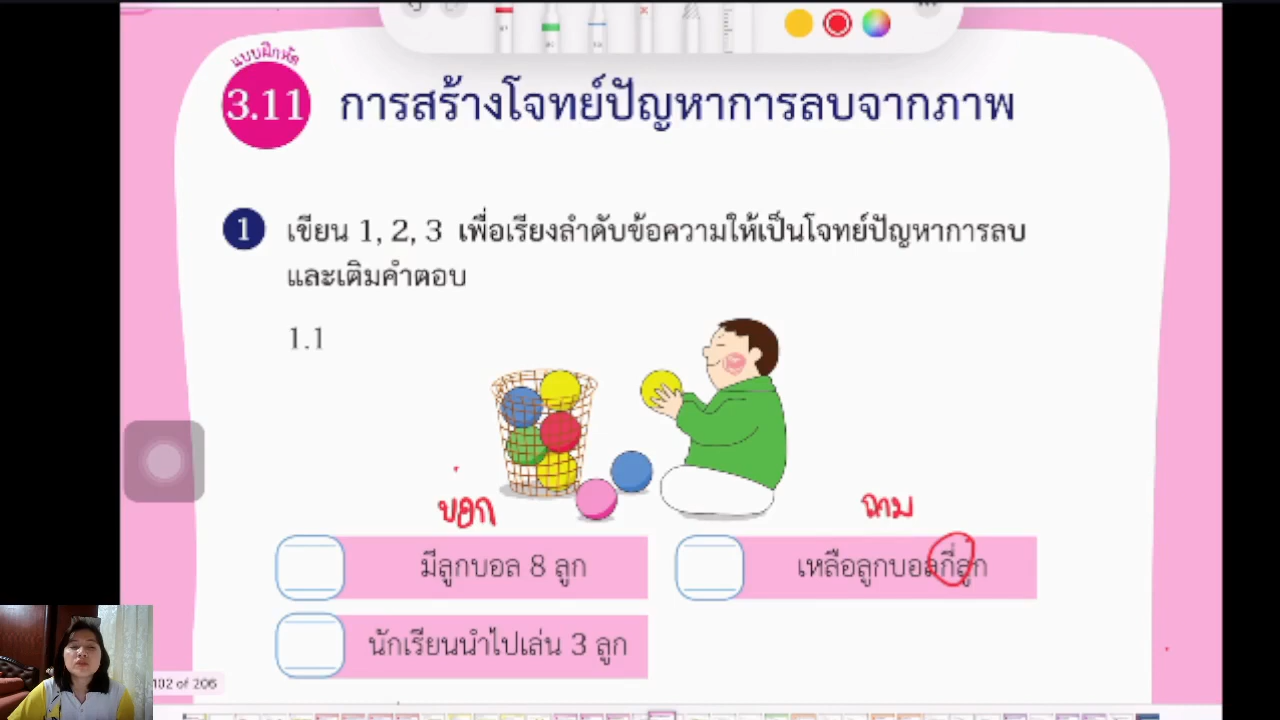 แบบฝึกหัด
3.11 การสร้างโจทย์ปัญหาการลบจากภาพ
1 เขียน 1, 2, 3 เพื่อเรียงลำดับข้อความให้เป็นโจทย์ปัญหาการลบ
และเติมคำตอบ
1.1
บอก
ถาม
มีลูกบอล 8 ลูก
เหลือลูกบอลกี่ลูก
นักเรียนนำไปเล่น 3 ลูก
102 of 206